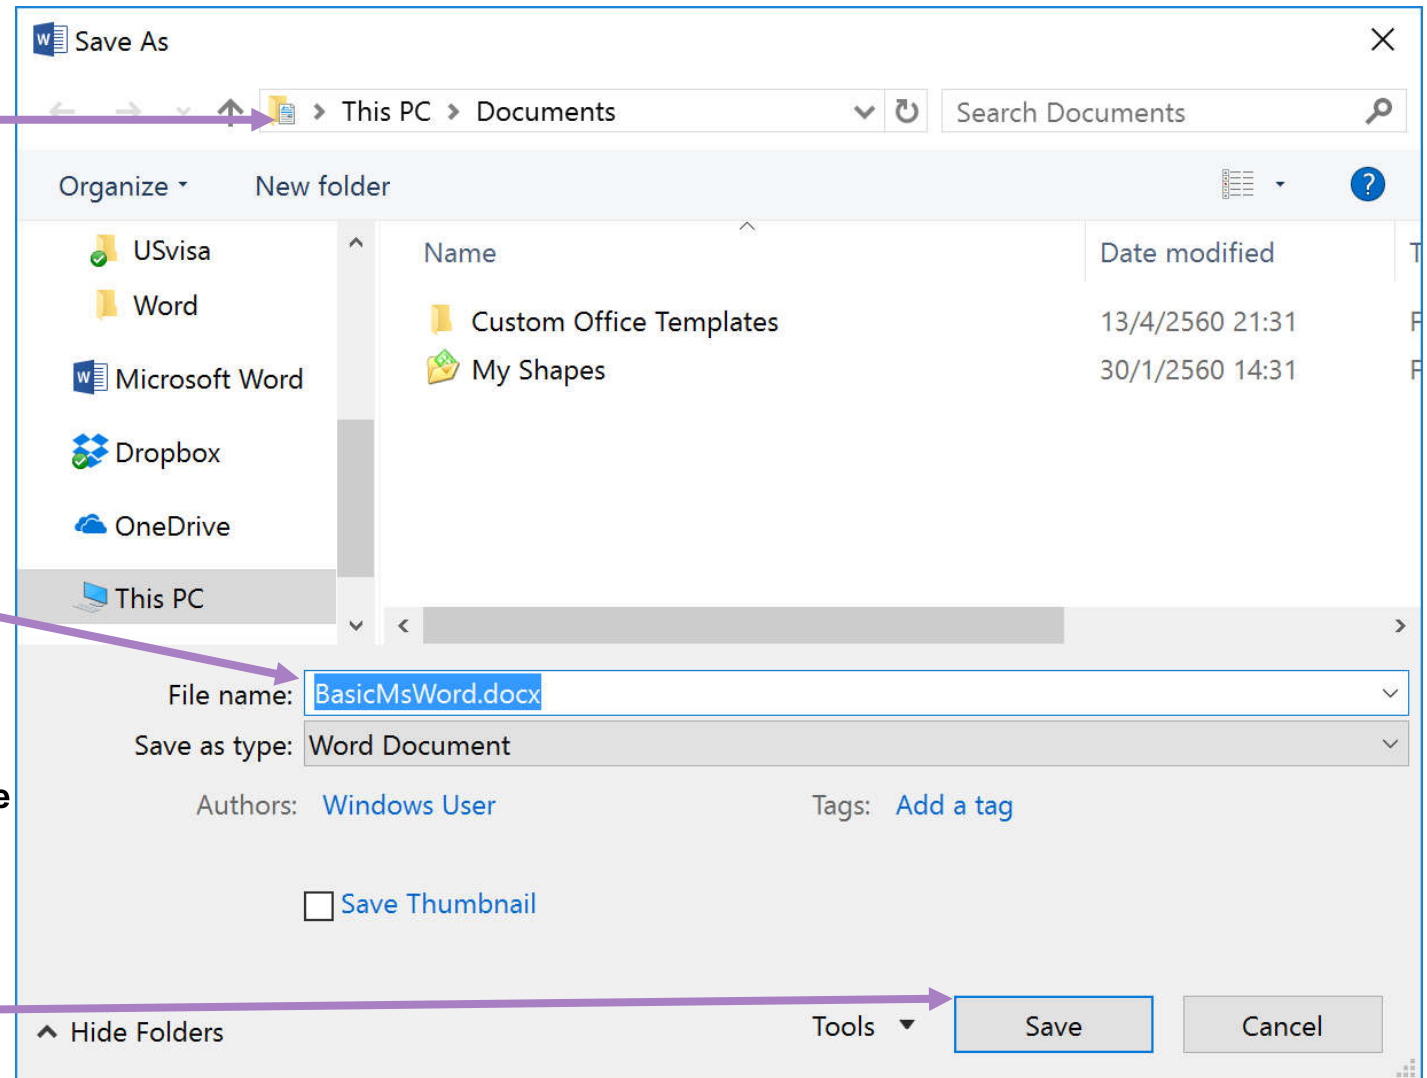 Save As
This PC > Documents
Search Documents
Organize
New folder
USvisa
Word
Microsoft Word
Dropbox
OneDrive
This PC
Name
Date modified
Custom Office Templates
13/4/2560 21:31
My Shapes
30/1/2560 14:31
File name: BasicMsWord.docx
Save as type: Word Document
Authors: Windows User
Tags: Add a tag
Save Thumbnail
Hide Folders
Tools
Save
Cancel